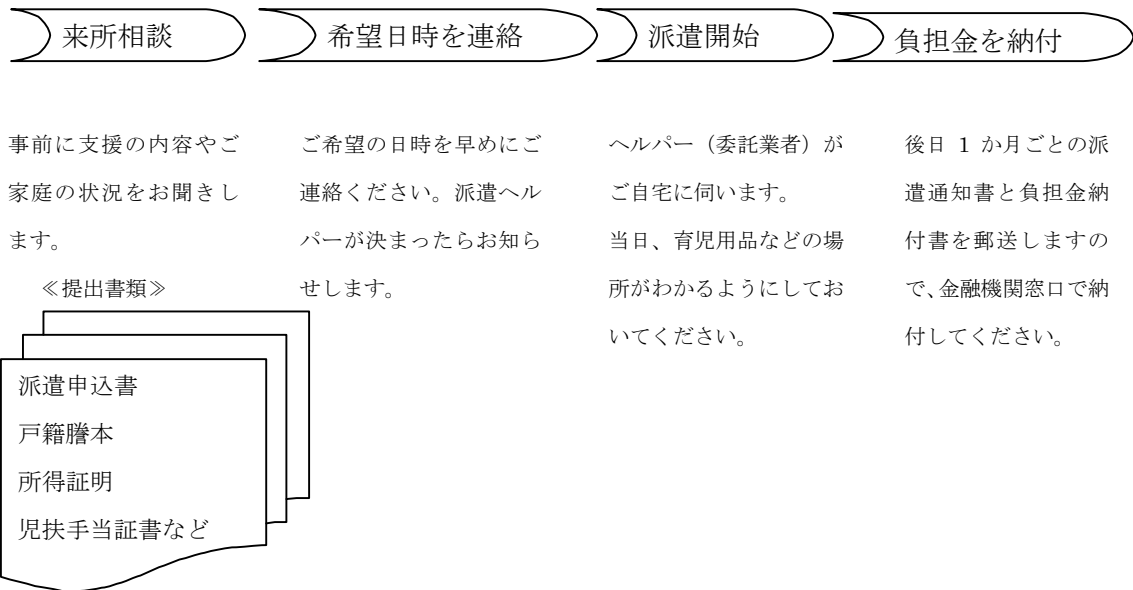 来所相談
希望日時を連絡
派遣開始
負担金を納付
事前に支援の内容やご
家庭の状況をお聞きし
ます。
≪提出書類≫
派遣申込書
戸籍謄本
所得証明
児扶手当証書など
ご希望の日時を早めにご
連絡ください。派遣ヘル
パーが決まったらお知ら
せします。
ヘルパー（委託業者）が
ご自宅に伺います。
当日、育児用品などの場
所がわかるようにしてお
いてください。
後日 1 か月ごとの派
遣通知書と負担金納
付書を郵送しますの
で、金融機関窓口で納
付してください。